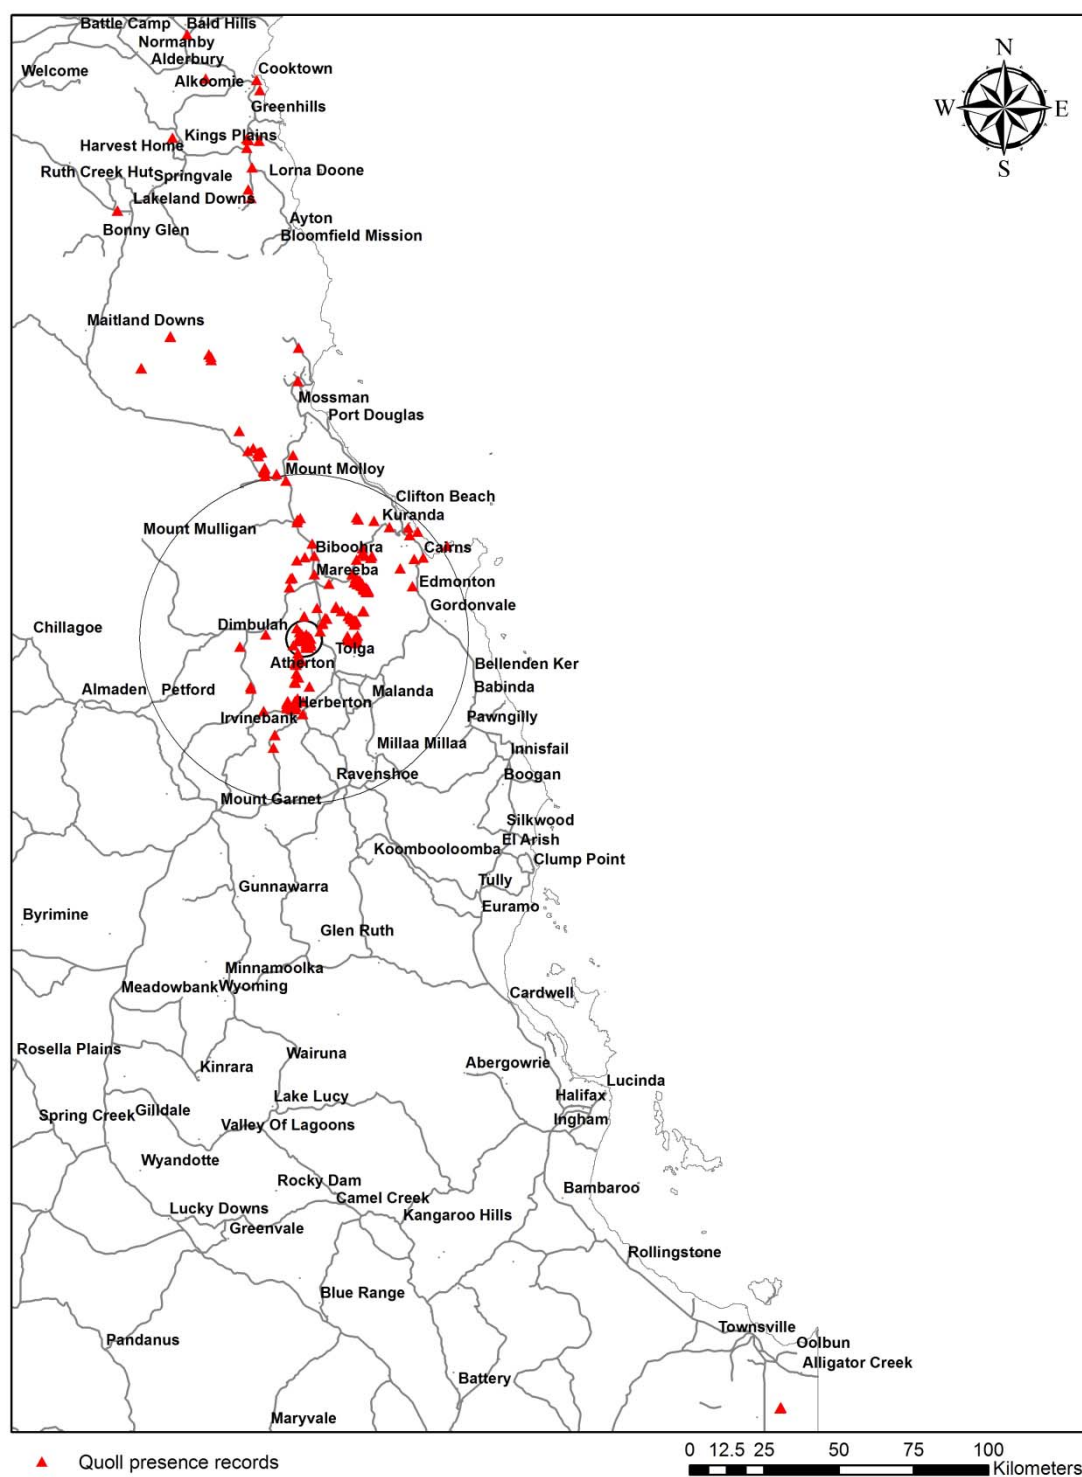 Battle Camp Bald Hills
Normanby
N
Alderbury
Welcome
Cooktown
Alkoomie
Greenhills
W
E
Kings Plains
Harvest Home
S
Ruth Creek Hut Springvale
Lorna Doone
Lakeland Downs
Ayton
Bonny Glen
Bloomfield Mission
Maitland Downs
Mossman
Port Douglas
Mount Molloy
Clifton Beach
Kuranda
Mount Mulligan
Biboohra
Cairns
Mareeba
Edmonton
Gordonvale
Dimbulah
Chillagoe
Tolga
Atherton
Bellenden Ker
Almaden
Petford
Malanda
Babinda
Herberton
Irvinebank
Pawngilly
Millaa Millaa
Innisfail
Ravenshoe
Boogan
Mount Garnet
Silkwood
El Arish
Koombooloomba
Clump Point
Tully
Gunnawarra
Euramo
Byrimine
Glen Ruth
Minnamoolka
Meadowbank Wyoming
Cardwell
Rosella Plains
Wairuna
Abergowrie
Kinrara
Lucinda
Lake Lucy
Halifax
Spring Creek Gilldale
Ingham
Valley Of Lagoons
Wyandotte
Rocky Dam
Bambaroo
Camel Creek
Lucky Downs
Kangaroo Hills
Greenvale
Rollingstone
Blue Range
Townsville
Pandanus
Oolbun
Alligator Creek
Battery
Maryvale
0 12.5 25 50 75 100
Quoll presence records
Kilometers